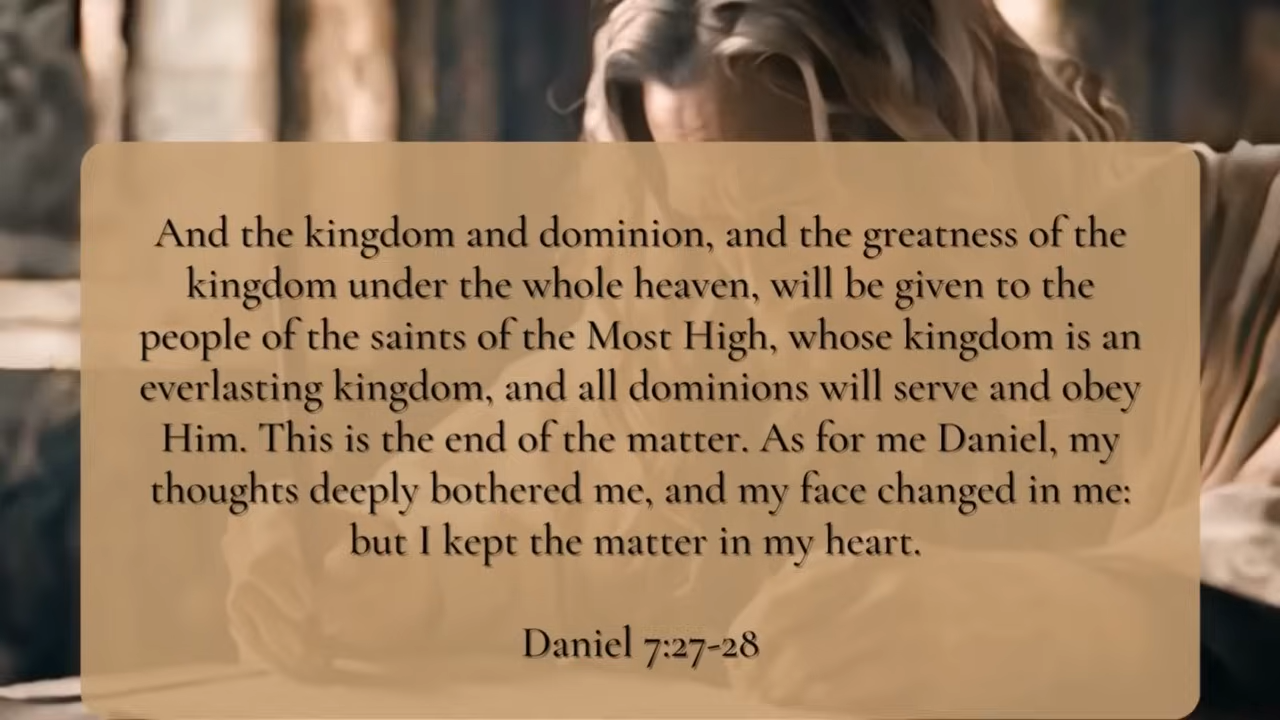 And the kingdom and dominion, and the greatness of the
kingdom under the whole heaven, will be given to the
people of the saints of the Most High, whose kingdom is an
everlasting kingdom, and all dominions will serve and obey
Him. This is the end of the matter. As for me Daniel, my
thoughts deeply bothered me, and my face changed in me:
but I kept the matter in my heart.
Daniel 7:27-28